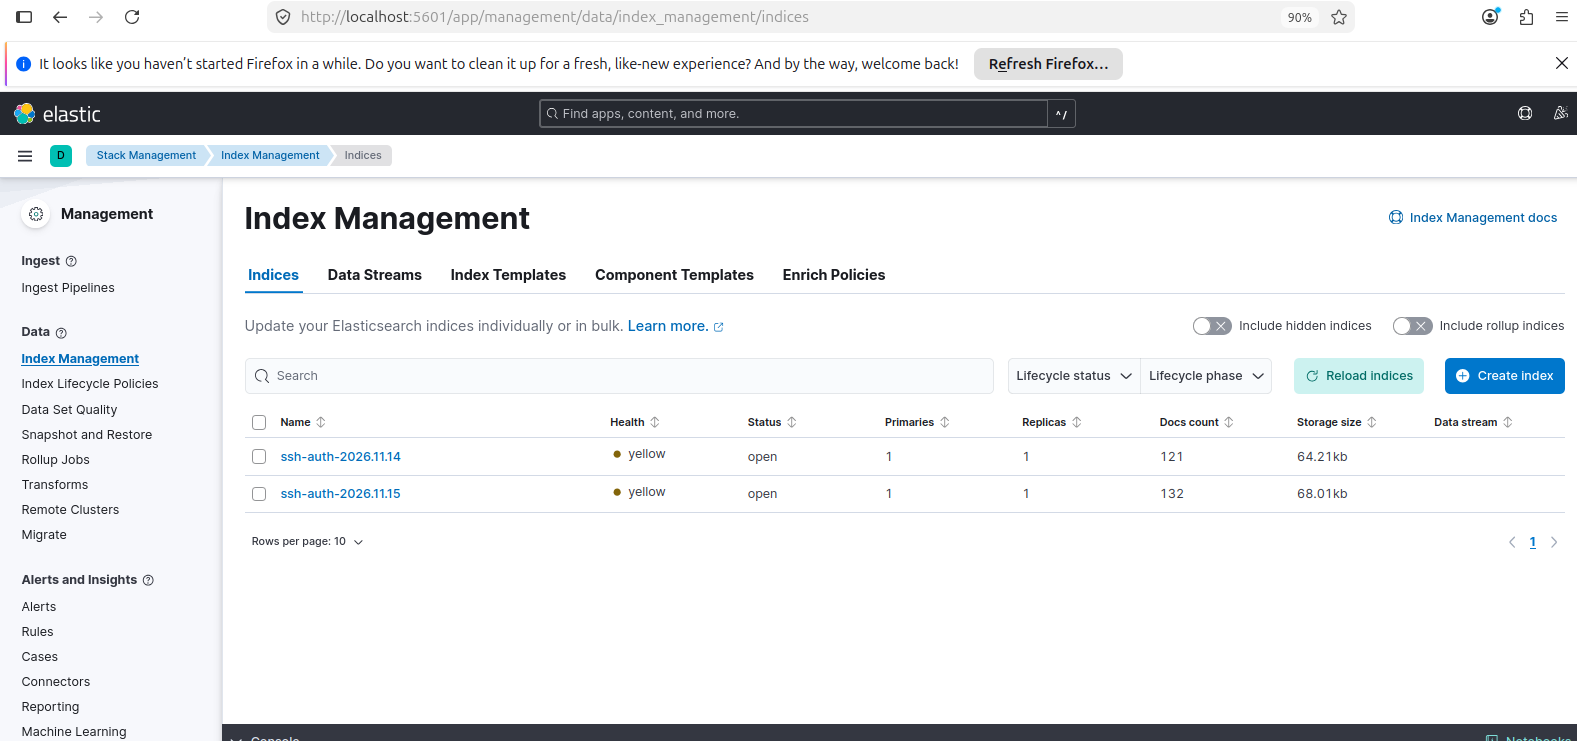 http://localhost:5601/app/management/data/index_management/indices 90%
It looks like you haven't started Firefox in a while. Do you want to clean it up for a fresh, like-new experience? And by the way, welcome back! Refresh Firefox...
elastic Find apps, content, and more. ^/
D Stack Management Index Management Indices
Management
Ingest
Ingest Pipelines
Data
Index Management
Index Lifecycle Policies
Data Set Quality
Snapshot and Restore
Rollup Jobs
Transforms
Remote Clusters
Migrate
Alerts and Insights
Alerts
Rules
Cases
Connectors
Reporting
Machine Learning
Index Management Index Management docs
Indices Data Streams Index Templates Component Templates Enrich Policies
Update your Elasticsearch indices individually or in bulk. Learn more. Include hidden indices Include rollup indices
Search Lifecycle status Lifecycle phase Reload indices Create index
Name Health Status Primaries Replicas Docs count Storage size Data stream
ssh-auth-2026.11.14 yellow open 1 1 121 64.21kb
ssh-auth-2026.11.15 yellow open 1 1 132 68.01kb
Rows per page: 10 1
Console Notebooks